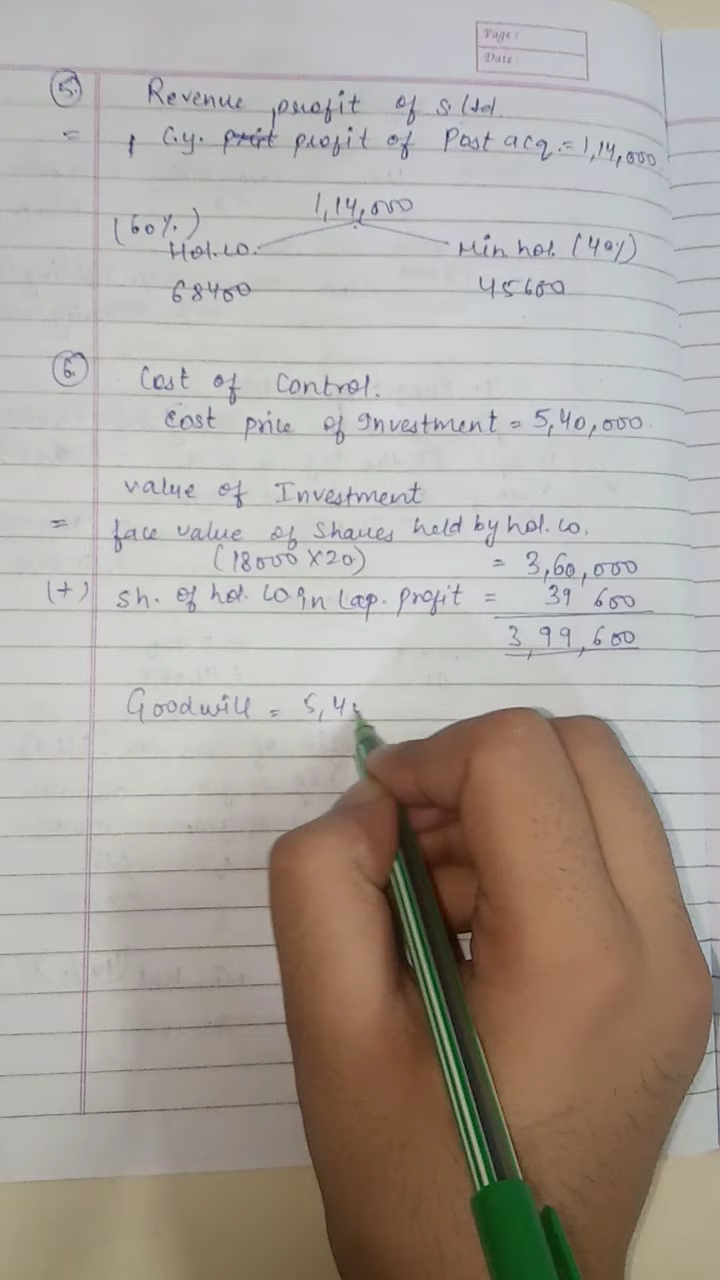 Page:
Date:
5. Revenue profit of S Ltd.
= C.y. profit of Post acq. = 1,14,000
1,14,000
(60%)
Hol. co. Min hol. (40%)
68400 45600
6. Cost of Control.
Cost price of Investment = 5,40,000.
value of Investment
= face value of Shares held by hol. co.
(18000 X 20) = 3,60,000
(+) Sh. of hol. co. in Cap. profit = 39 600
3,99,600
Goodwill = 5,4